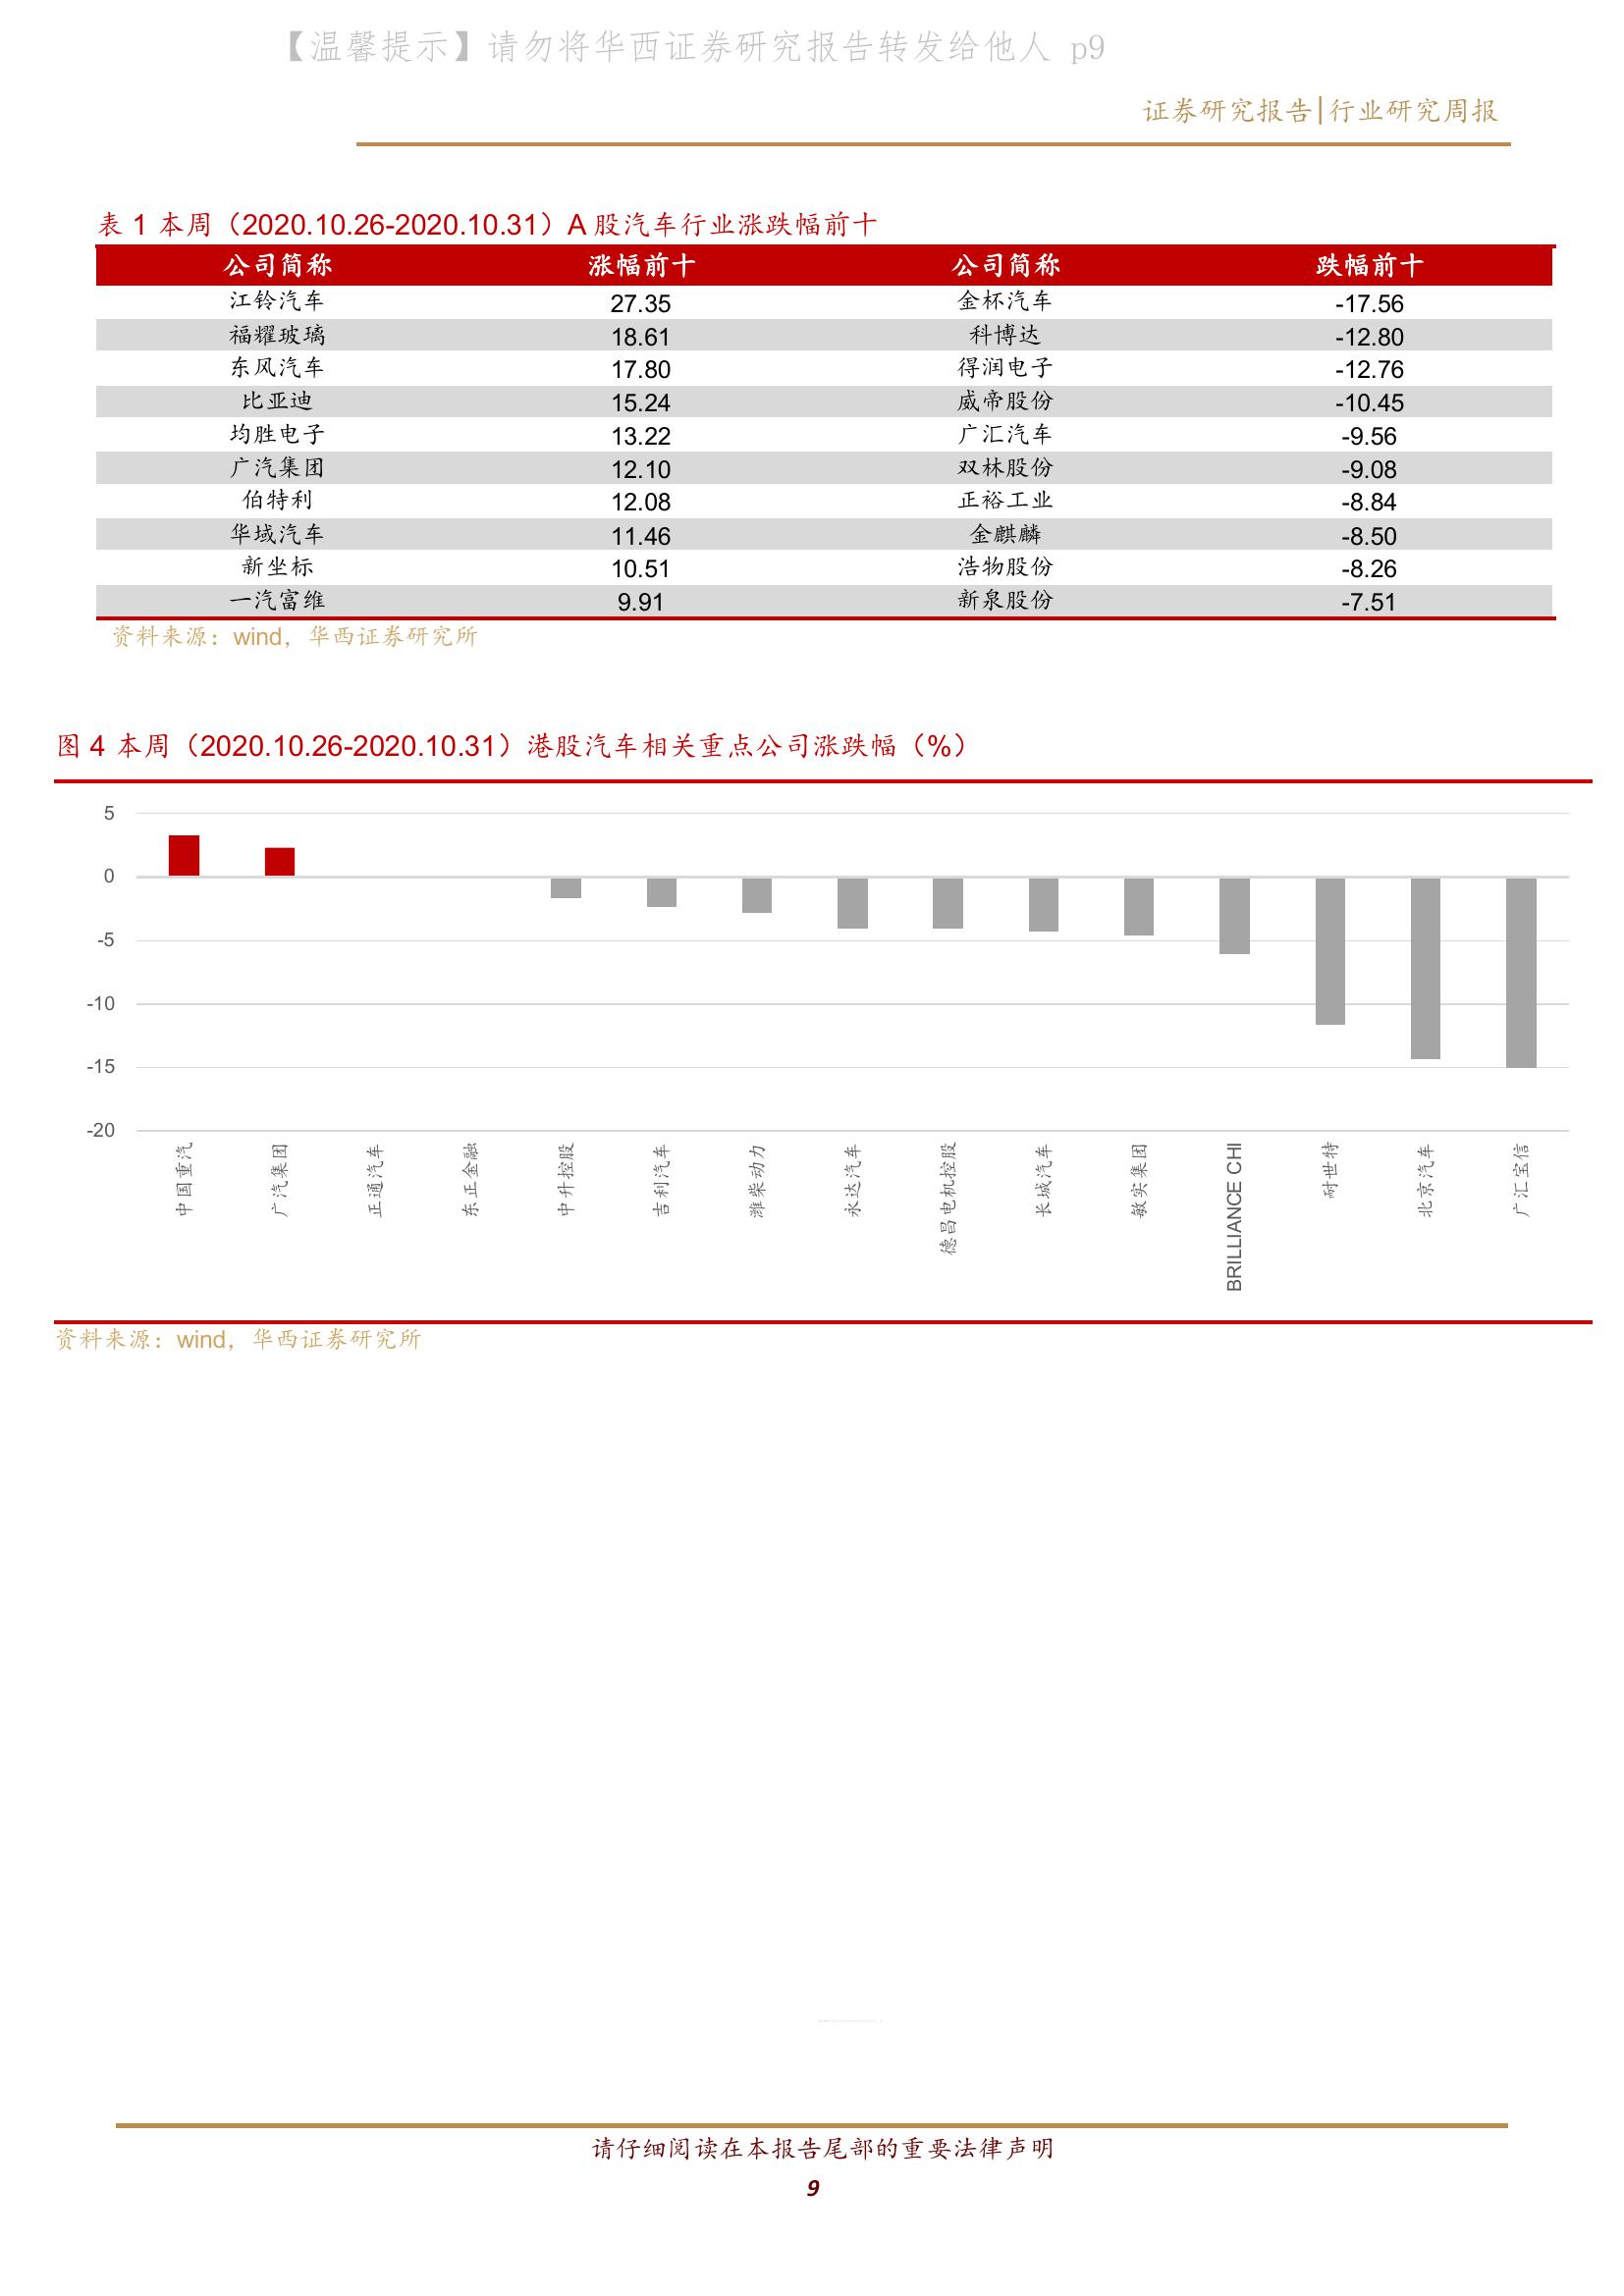 【温馨提示】请勿将华西证券研究报告转发给他人 p9
证券研究报告|行业研究周报
表 1 本周（2020.10.26-2020.10.31）A 股汽车行业涨跌幅前十
公司简称 涨幅前十 公司简称 跌幅前十
江铃汽车 27.35 金杯汽车 -17.56
福耀玻璃 18.61 科博达 -12.80
东风汽车 17.80 得润电子 -12.76
比亚迪 15.24 威帝股份 -10.45
均胜电子 13.22 广汇汽车 -9.56
广汽集团 12.10 双林股份 -9.08
伯特利 12.08 正裕工业 -8.84
华域汽车 11.46 金麒麟 -8.50
新坐标 10.51 浩物股份 -8.26
一汽富维 9.91 新泉股份 -7.51
资料来源：wind，华西证券研究所
图 4 本周（2020.10.26-2020.10.31）港股汽车相关重点公司涨跌幅（%）
5
0
-5
-10
-15
-20
中国重汽
广汽集团
正通汽车
东正金融
中升控股
吉利汽车
潍柴动力
永达汽车
德昌电机控股
长城汽车
敏实集团
BRILLIANCE CHI
耐世特
北京汽车
广汇宝信
资料来源：wind，华西证券研究所
请仔细阅读在本报告尾部的重要法律声明
9